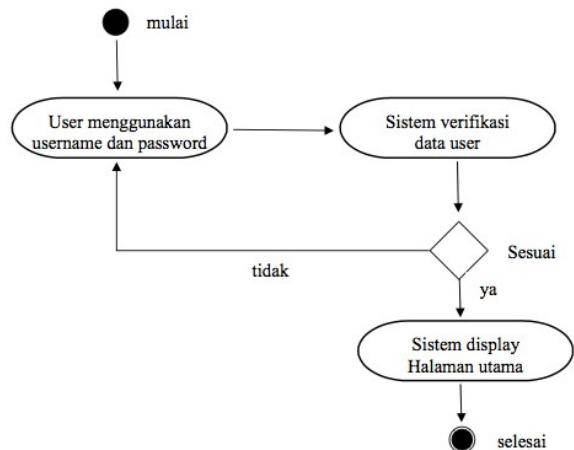 mulai
User menggunakan
username dan password
Sistem verifikasi
data user
Sesuai
tidak
ya
Sistem display
Halaman utama
selesai